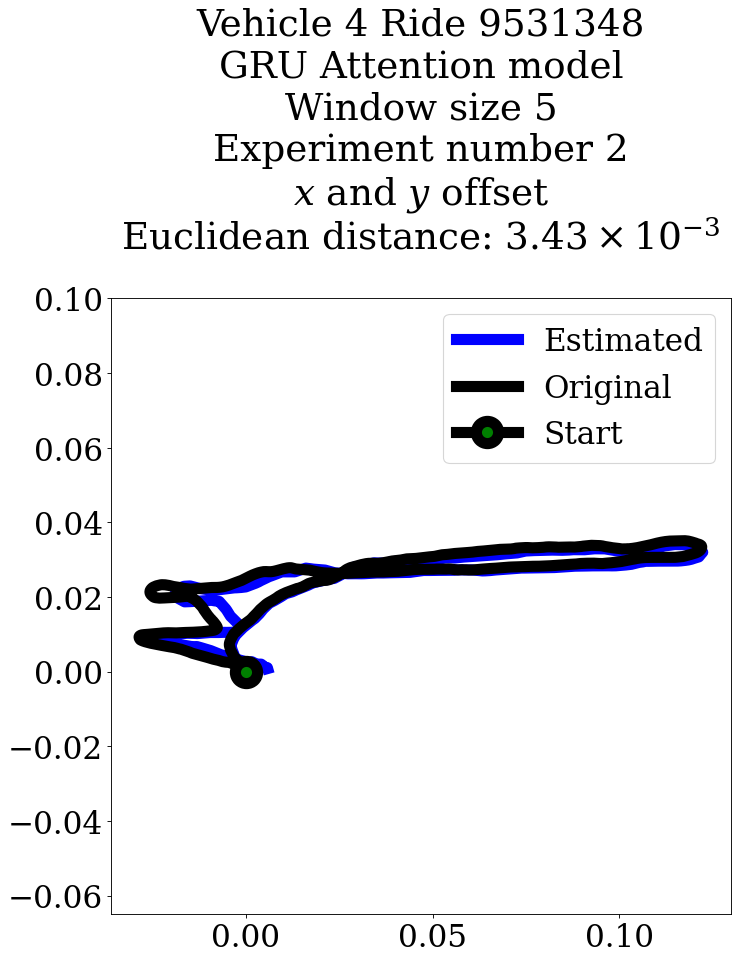 Vehicle 4 Ride 9531348
GRU Attention model
Window size 5
Experiment number 2
x and y offset
Euclidean distance: 3.43 × 10⁻³
Estimated
Original
Start
0.10
0.08
0.06
0.04
0.02
0.00
−0.02
−0.04
−0.06
0.00 0.05 0.10